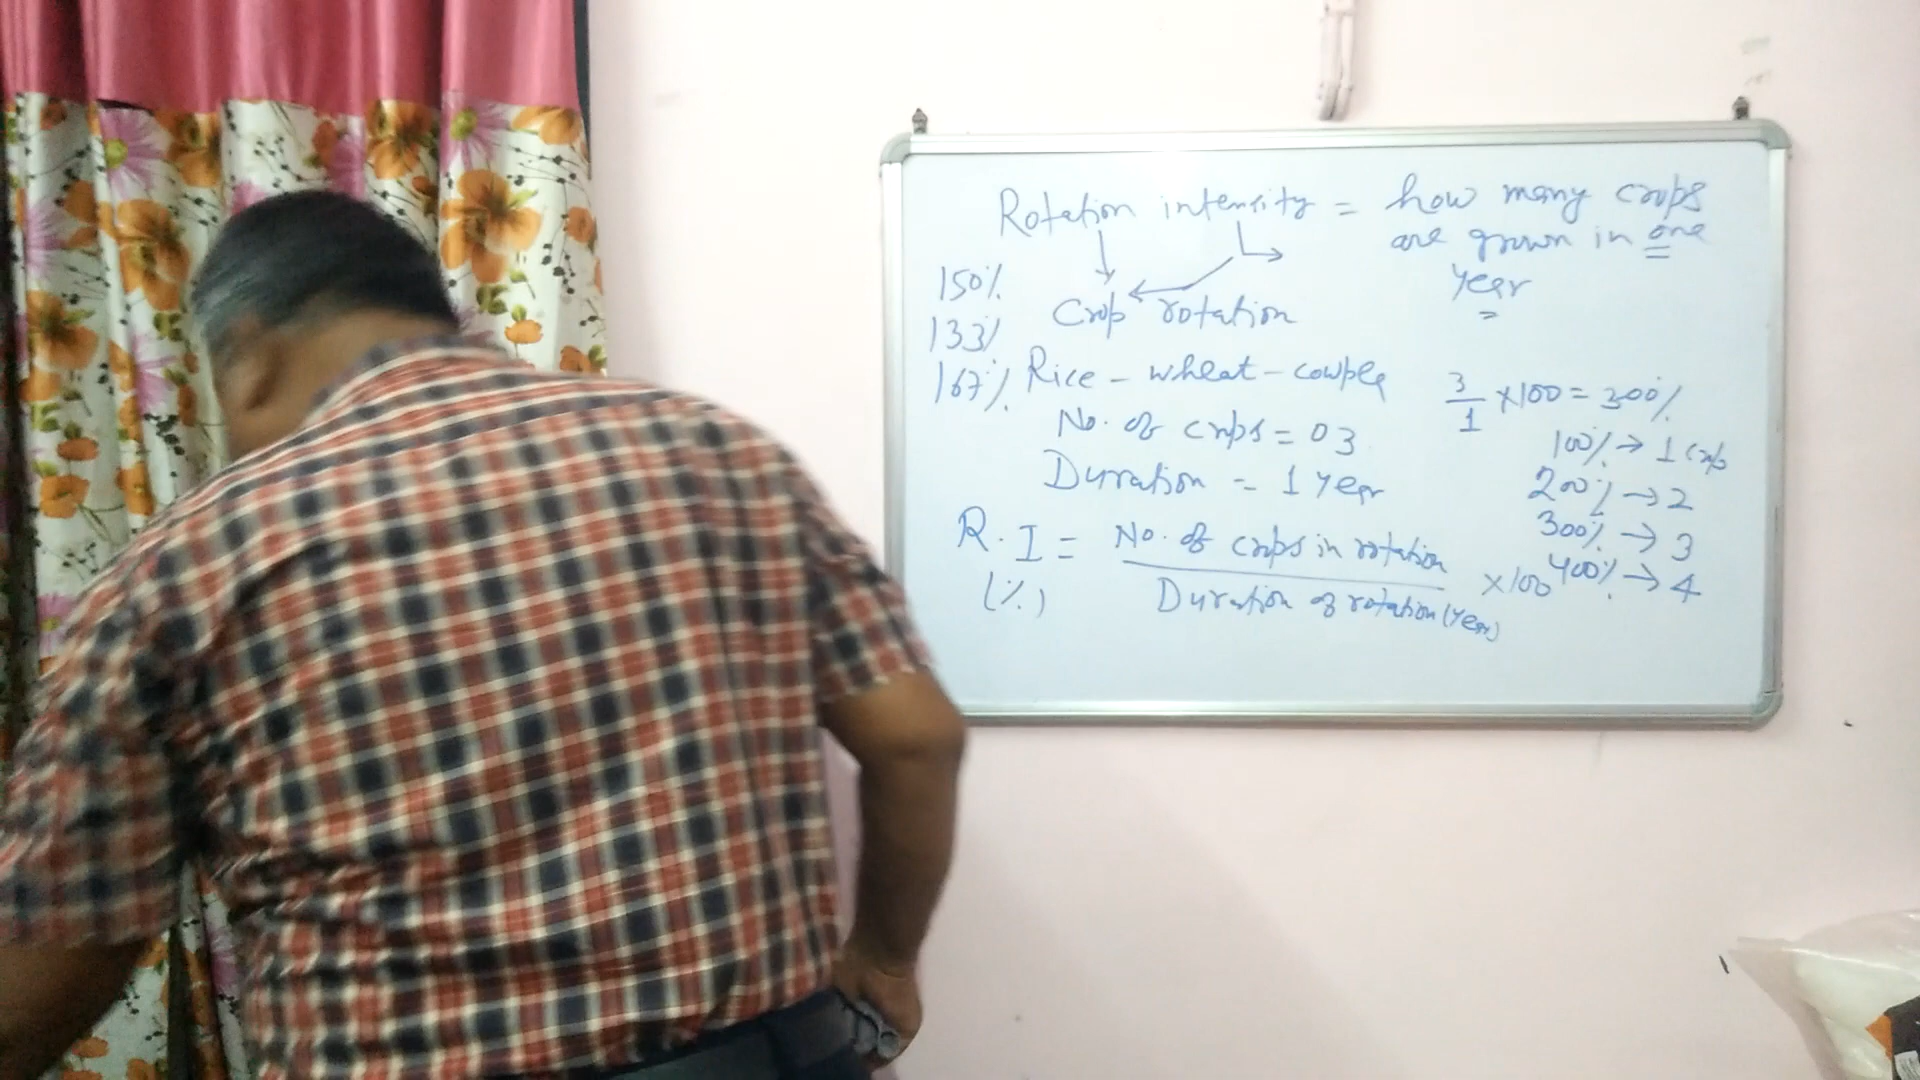 Rotation intensity = how many crops
are grown in one
year
Crop rotation
150%
133%
167%
Rice - wheat - cowpea
No. of crops = 03
Duration = 1 year
R.I = No. of crops in rotation
(%) Duration of rotation (year) ×100
3/1 ×100 = 300%
100% → 1 crop
200% → 2
300% → 3
400% → 4